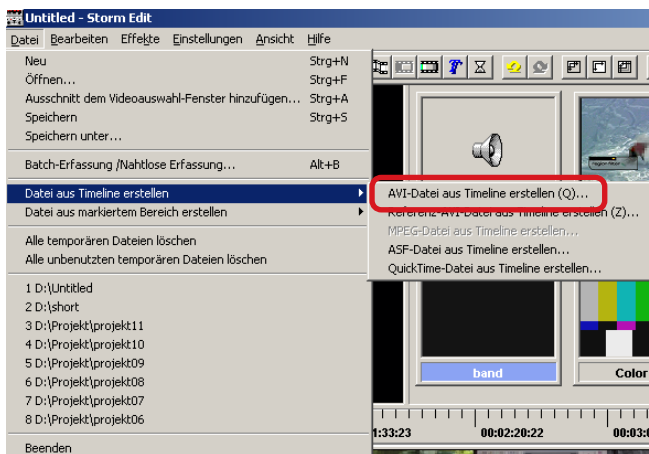 Untitled - Storm Edit
Datei Bearbeiten Effekte Einstellungen Ansicht Hilfe
Neu Strg+N
Öffnen... Strg+F
Ausschnitt dem Videoauswahl-Fenster hinzufügen... Strg+A
Speichern Strg+S
Speichern unter...
Batch-Erfassung /Nahtlose Erfassung... Alt+B
Datei aus Timeline erstellen
Datei aus markiertem Bereich erstellen
Alle temporären Dateien löschen
Alle unbenutzten temporären Dateien löschen
1 D:\Untitled
2 D:\short
3 D:\Projekt\projekt11
4 D:\Projekt\projekt10
5 D:\Projekt\projekt09
6 D:\Projekt\projekt08
7 D:\Projekt\projekt07
8 D:\Projekt\projekt06
Beenden
AVI-Datei aus Timeline erstellen (Q)...
Referenz-AVI-Datei aus Timeline erstellen (Z)...
MPEG-Datei aus Timeline erstellen...
ASF-Datei aus Timeline erstellen...
QuickTime-Datei aus Timeline erstellen...
band Color
1:33:23 00:02:20:22 00:03:0